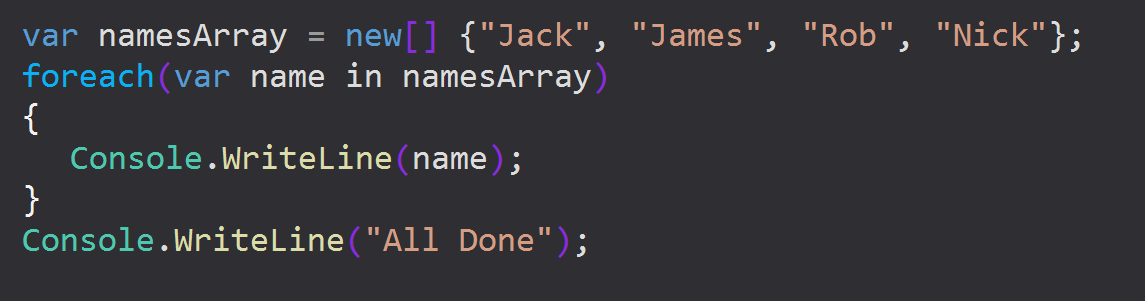 var namesArray = new[] {"Jack", "James", "Rob", "Nick"};
foreach(var name in namesArray)
{
   Console.WriteLine(name);
}
Console.WriteLine("All Done");